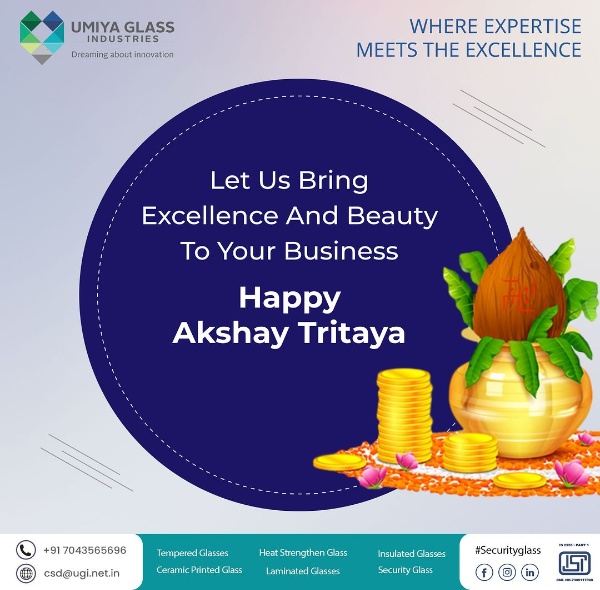 UMIYA GLASS
INDUSTRIES
Dreaming about innovation
WHERE EXPERTISE
MEETS THE EXCELLENCE
Let Us Bring
Excellence And Beauty
To Your Business
Happy
Akshay Tritaya
+91 7043565696
csd@ugi.net.in
Tempered Glasses
Heat Strengthen Glass
Insulated Glasses
Ceramic Printed Glass
Laminated Glasses
Security Glass
#Securityglass